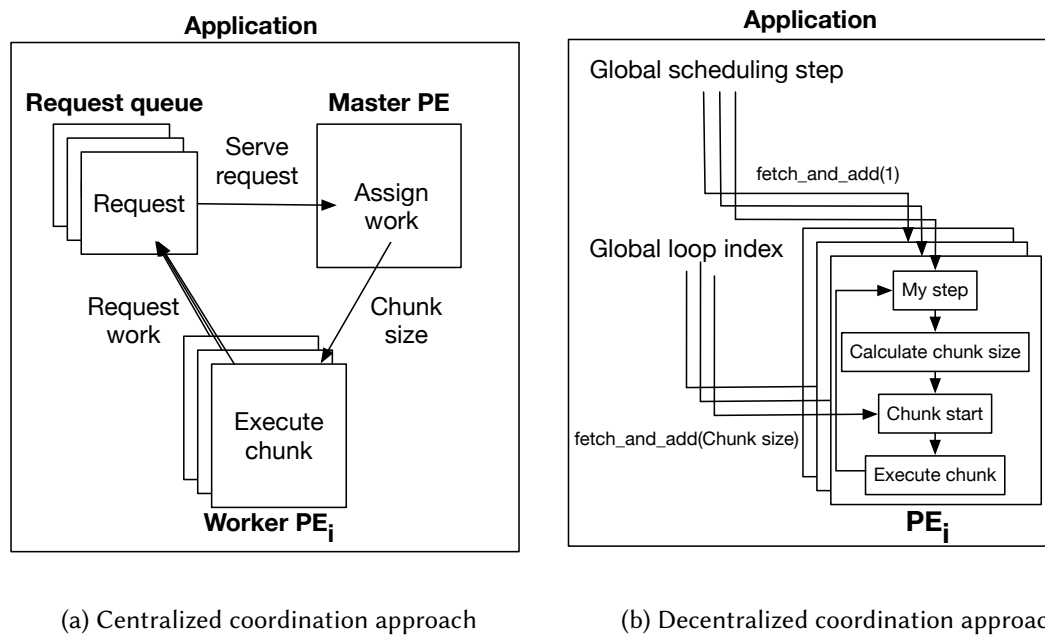 Application
Request queue
Master PE
Serve
request
Request
Assign
work
Request
work
Chunk
size
Execute
chunk
Worker PEi
(a) Centralized coordination approach
Application
Global scheduling step
fetch_and_add(1)
Global loop index
My step
Calculate chunk size
Chunk start
fetch_and_add(Chunk size)
Execute chunk
PEi
(b) Decentralized coordination approac